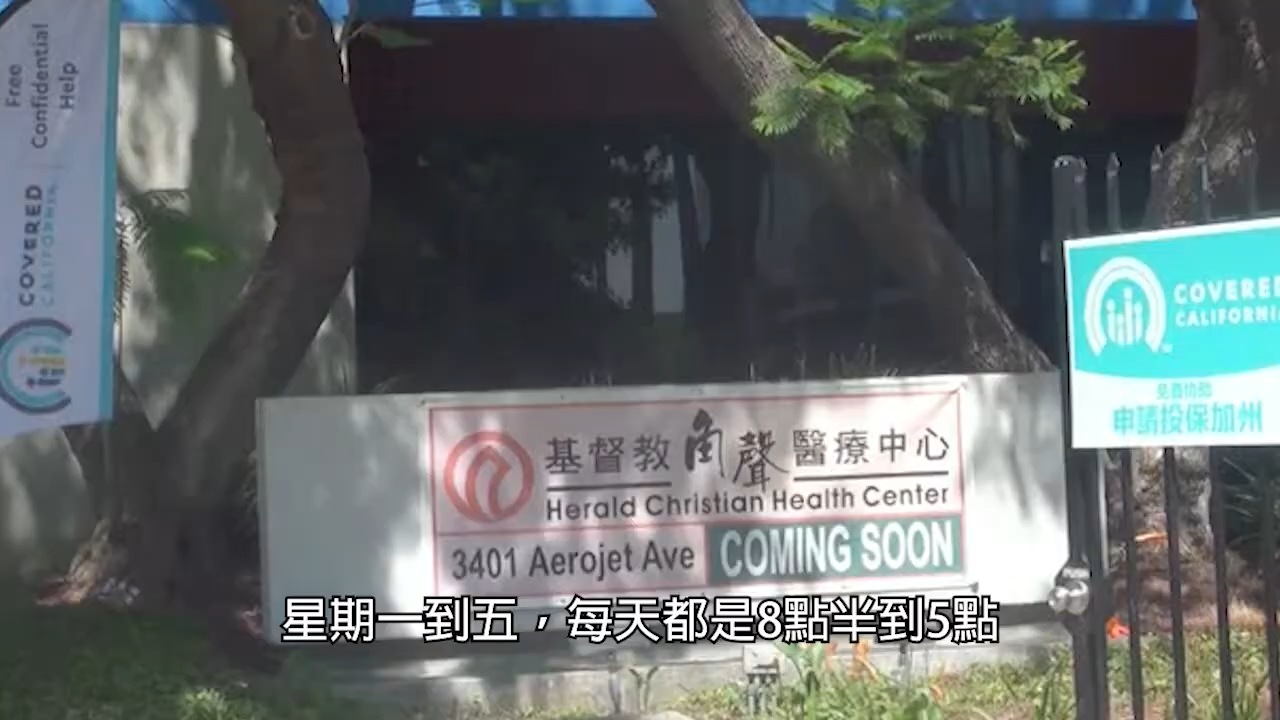 Free
Confidential
Help
COVERED
CALIFORNIA
COVERED
CALIFORNIA
免費協助
申請投保加州
基督教角聲醫療中心
Herald Christian Health Center
3401 Aerojet Ave
COMING SOON
星期一到五，每天都是8點半到5點